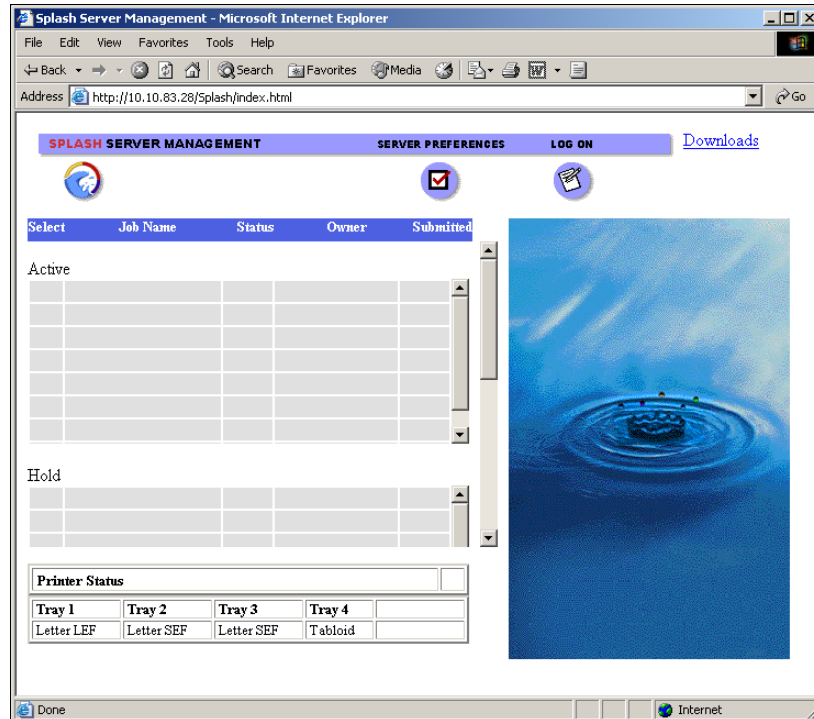 Splash Server Management - Microsoft Internet Explorer
File Edit View Favorites Tools Help
Back Search Favorites Media
Address http://10.10.83.28/Splash/index.html Go
SPLASH SERVER MANAGEMENT SERVER PREFERENCES LOG ON Downloads
Select Job Name Status Owner Submitted
Active
Hold
Printer Status
Tray 1 Tray 2 Tray 3 Tray 4
Letter LEF Letter SEF Letter SEF Tabloid
Done Internet